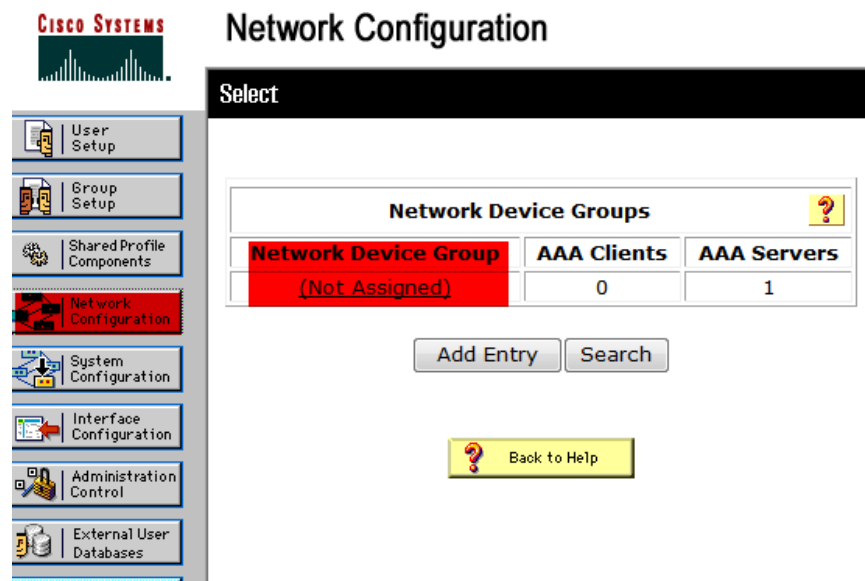 CISCO SYSTEMS
Network Configuration
Select
User
Setup
Group
Setup
Shared Profile
Components
Network
Configuration
System
Configuration
Interface
Configuration
Administration
Control
External User
Databases
Network Device Groups
?
Network Device Group AAA Clients AAA Servers
(Not Assigned) 0 1
Add Entry Search
? Back to Help